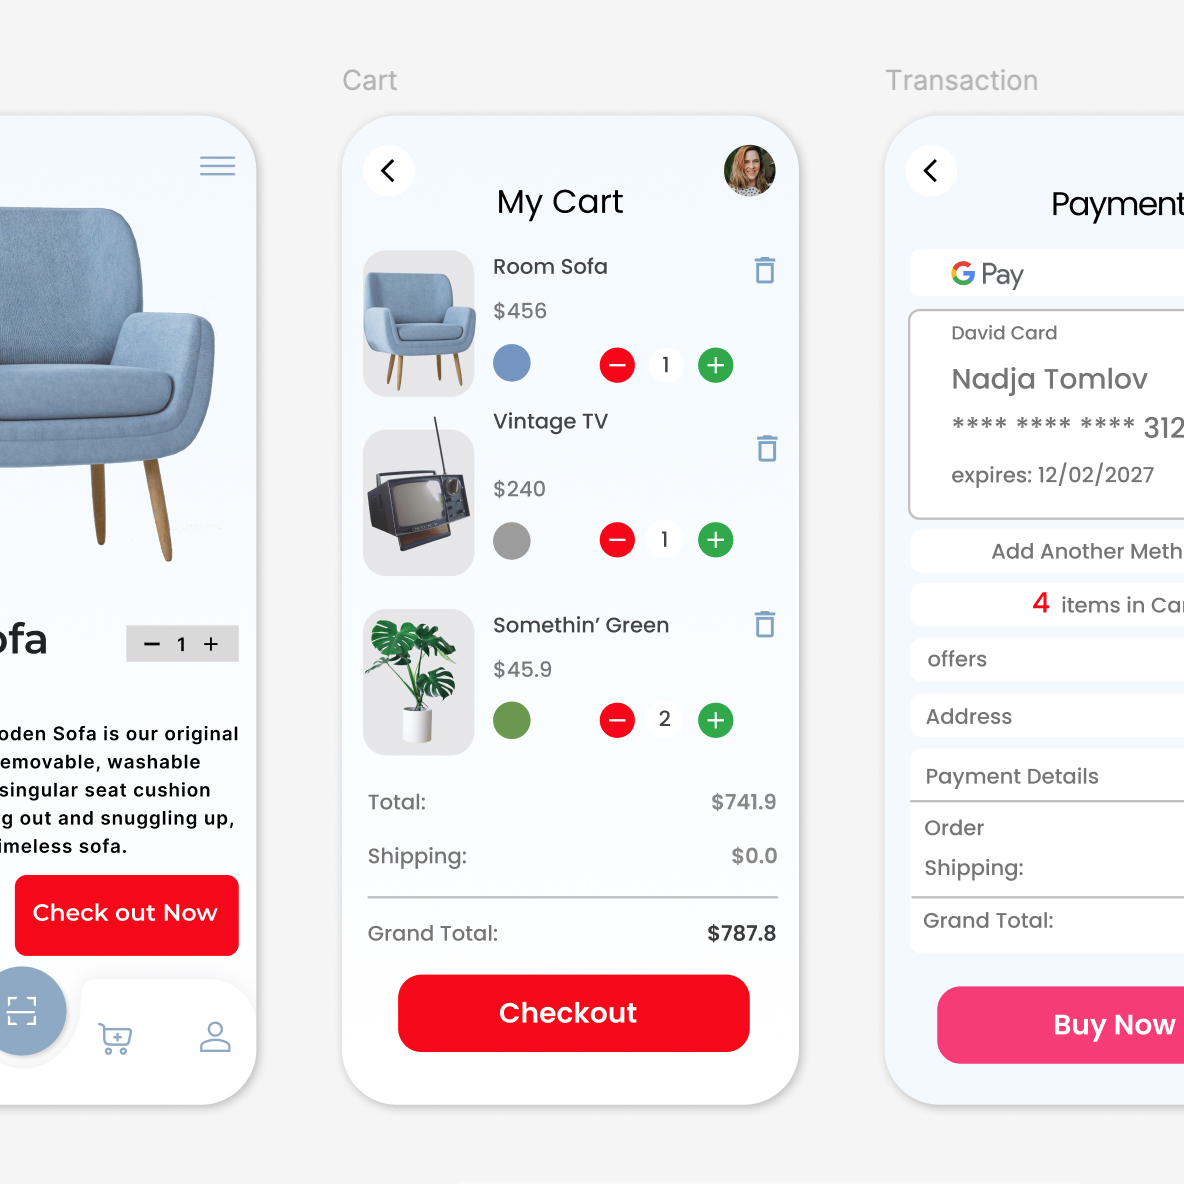 Cart
Transaction
ofa
− 1 +
oden Sofa is our original
emovable, washable
singular seat cushion
g out and snuggling up,
imeless sofa.
Check out Now
My Cart
Room Sofa
$456
1
Vintage TV
$240
1
Somethin’ Green
$45.9
2
Total: $741.9
Shipping: $0.0
Grand Total: $787.8
Checkout
Payment
G Pay
David Card
Nadja Tomlov
**** **** **** 312
expires: 12/02/2027
Add Another Meth
4 items in Car
offers
Address
Payment Details
Order
Shipping:
Grand Total:
Buy Now